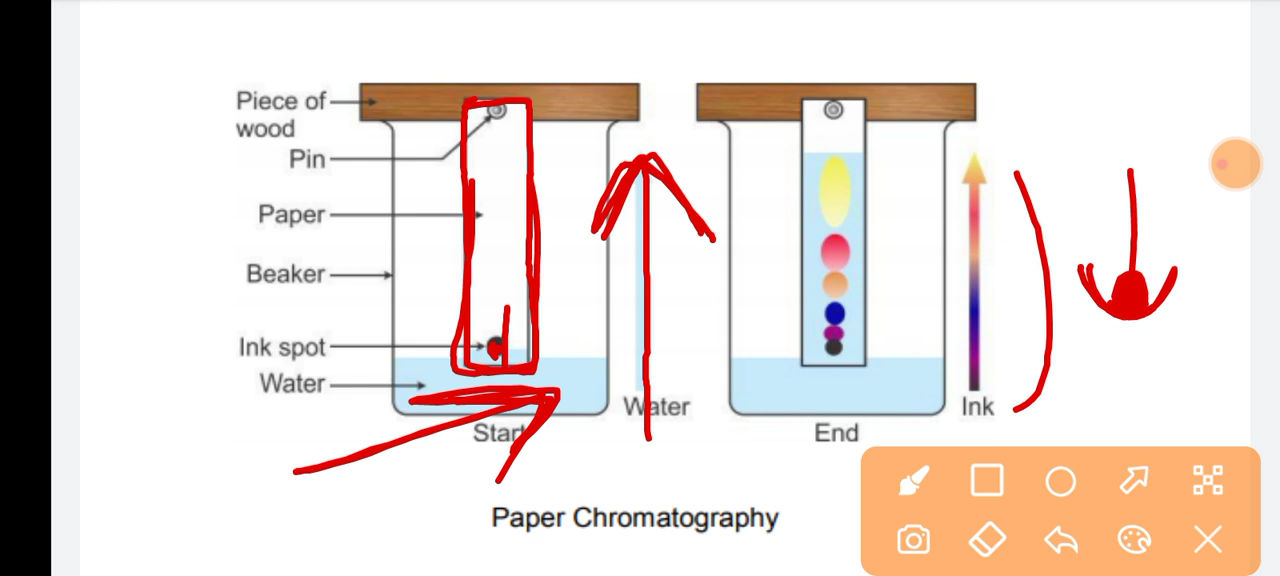 Piece of
wood
Pin
Paper
Beaker
Ink spot
Water
Water
Ink
Start
End
Paper Chromatography